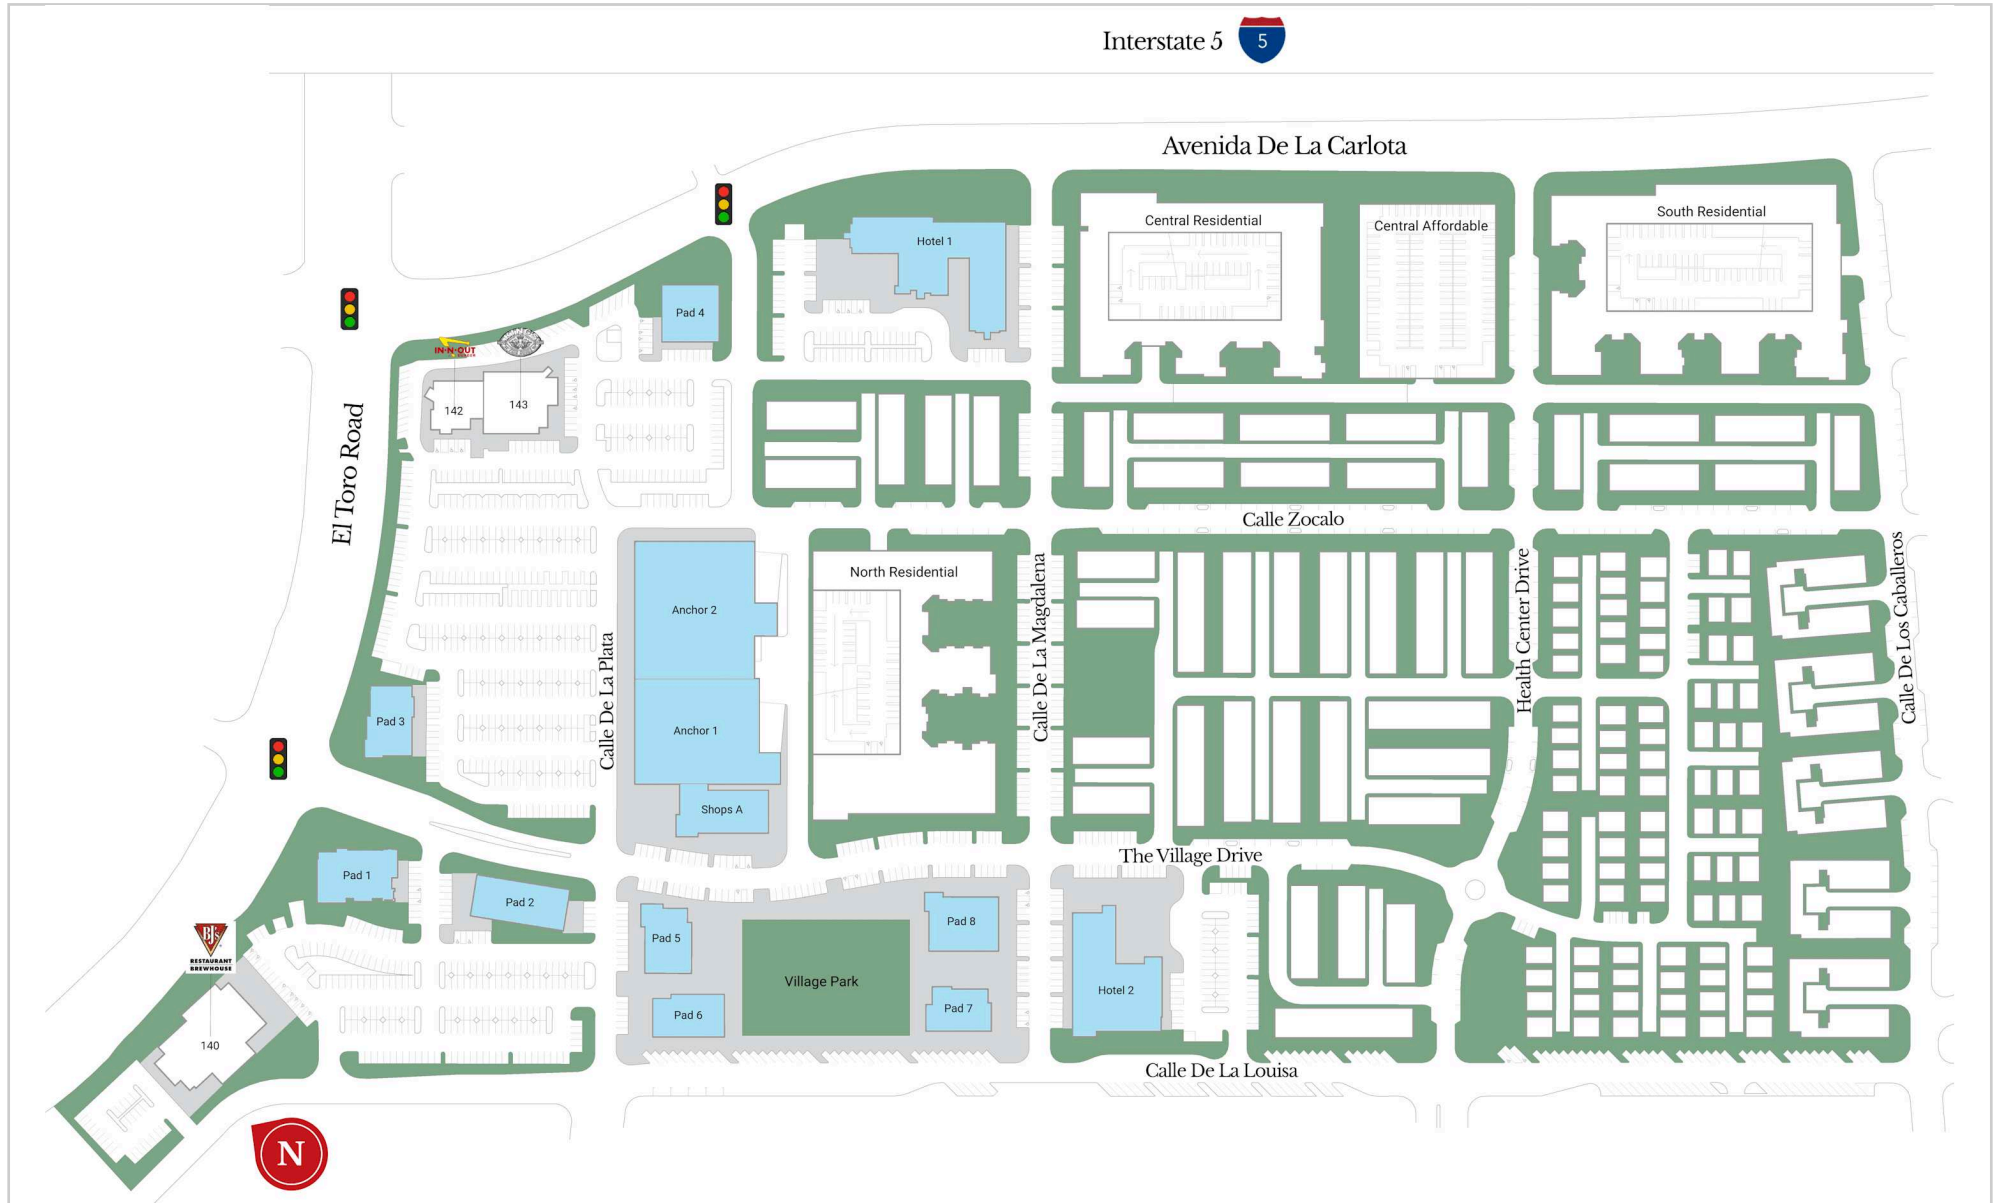 Interstate 5
5
Avenida De La Carlota
Central Residential
Central Affordable
South Residential
Hotel 1
Pad 4
IN-N-OUT
BURGER
142
143
El Toro Road
Calle Zocalo
Anchor 2
North Residential
Calle De La Plata
Calle De La Magdalena
Health Center Drive
Calle De Los Caballeros
Pad 3
Anchor 1
Shops A
The Village Drive
Pad 1
Pad 2
BJ's
RESTAURANT
BREWHOUSE
Pad 5
Pad 8
Village Park
Hotel 2
Pad 6
Pad 7
140
Calle De La Louisa
N